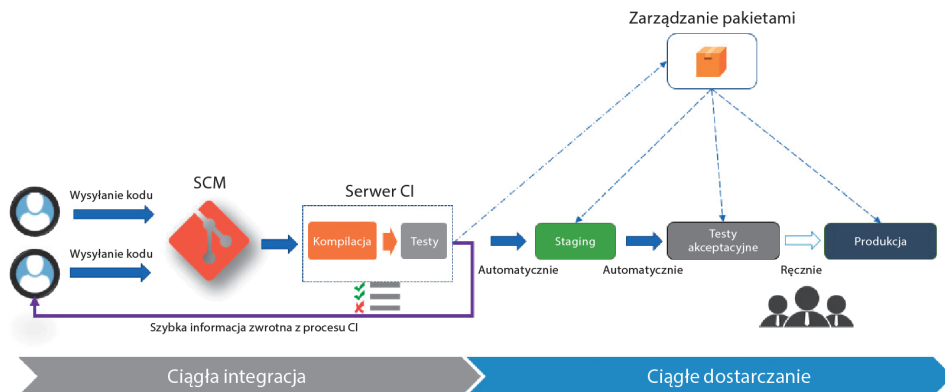 Zarządzanie pakietami
SCM
Serwer CI
Wysyłanie kodu
Wysyłanie kodu
Kompilacja
Testy
Staging
Testy
akceptacyjne
Produkcja
Automatycznie
Automatycznie
Ręcznie
Szybka informacja zwrotna z procesu CI
Ciągła integracja
Ciągłe dostarczanie